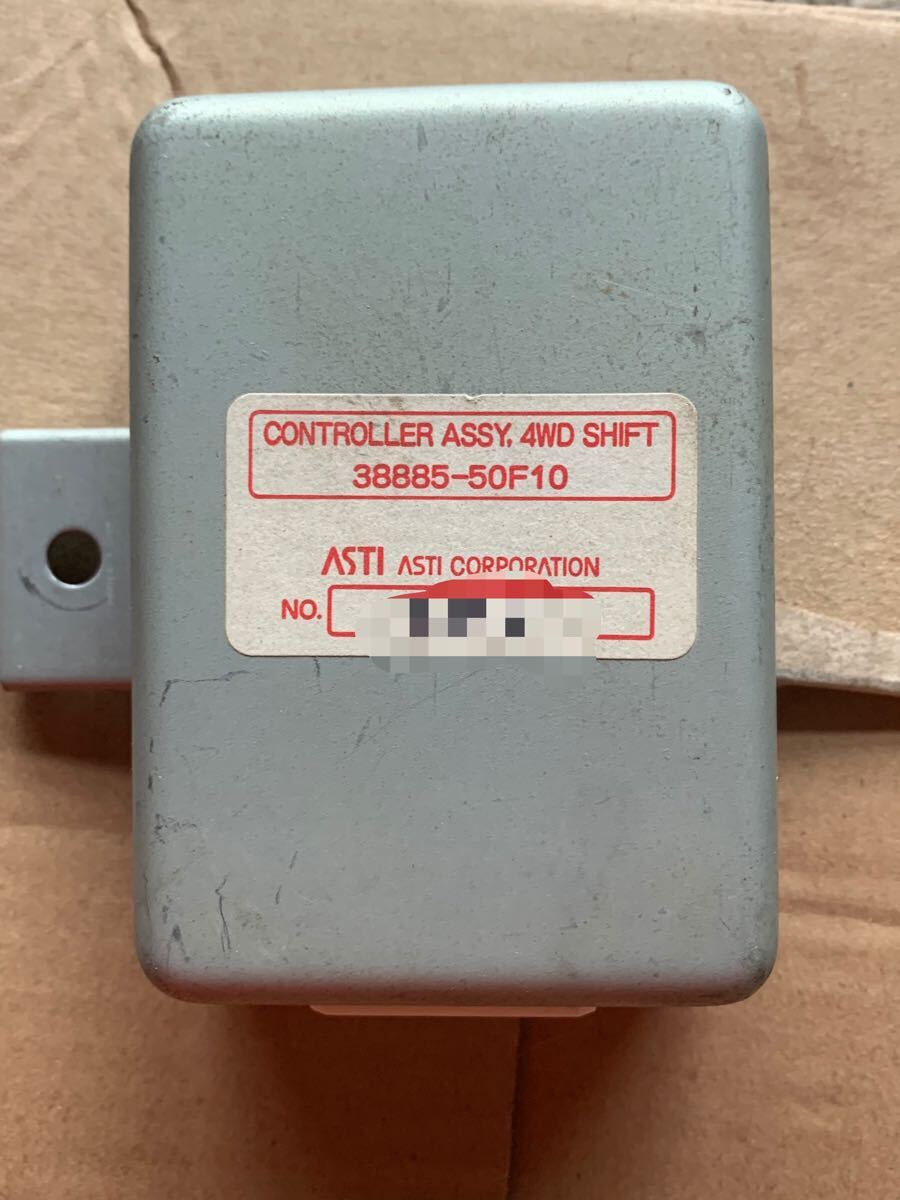 CONTROLLER ASSY. 4WD SHIFT
38885-50F10
ASTI ASTI CORPORATION
NO.